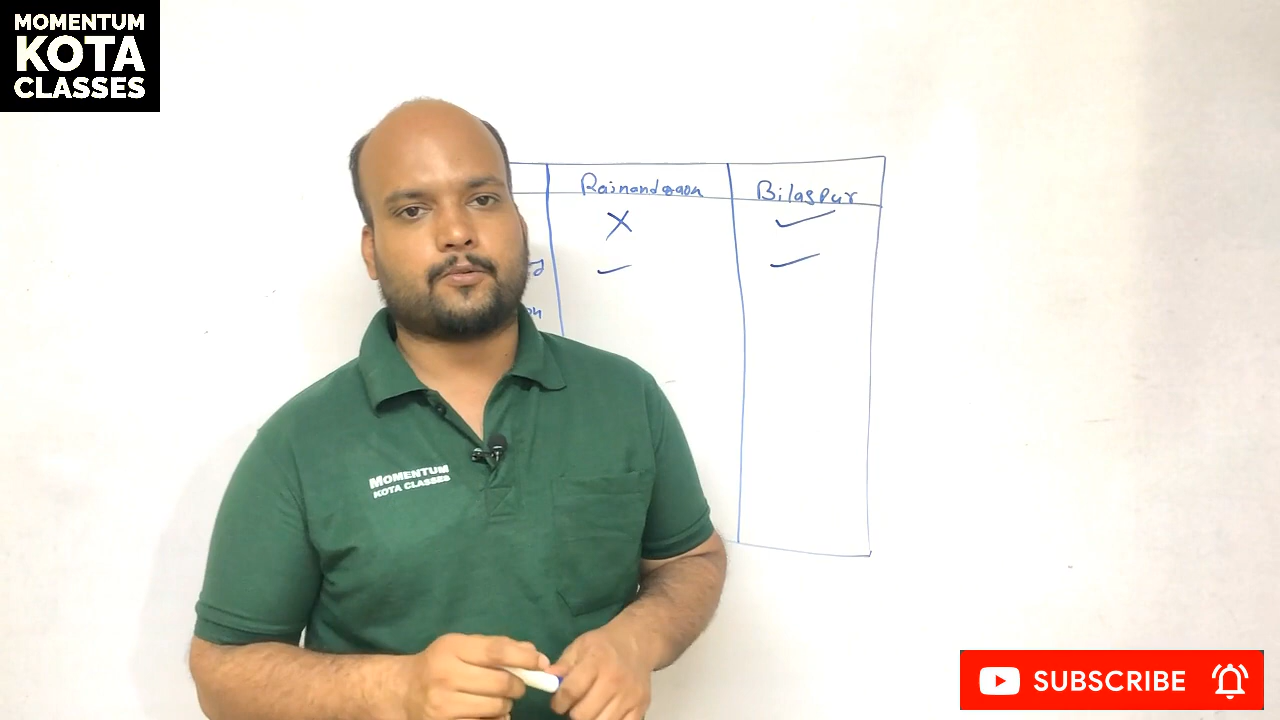 MOMENTUM
KOTA
CLASSES
Rajnandgaon
Bilaspur
MOMENTUM
KOTA CLASSES
SUBSCRIBE